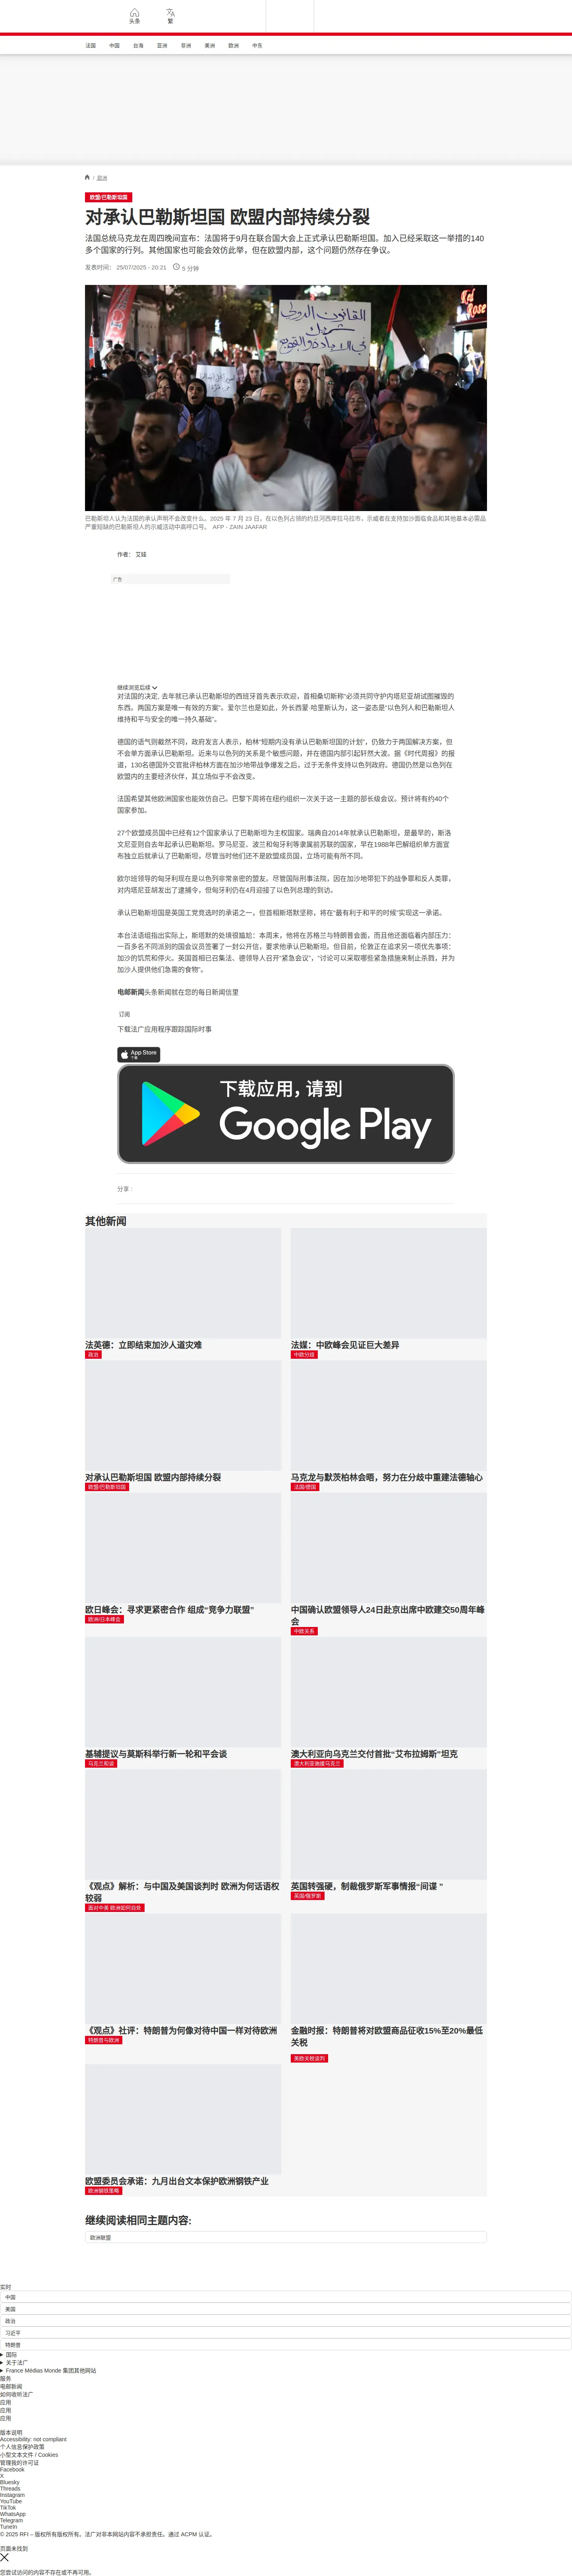 头条
繁
法国
中国
台海
亚洲
非洲
美洲
欧洲
中东
/ 欧洲
欧盟/巴勒斯坦国
对承认巴勒斯坦国 欧盟内部持续分裂
法国总统马克龙在周四晚间宣布：法国将于9月在联合国大会上正式承认巴勒斯坦国。加入已经采取这一举措的140
多个国家的行列。其他国家也可能会效仿此举，但在欧盟内部，这个问题仍然存在争议。
发表时间： 25/07/2025 - 20:21 5 分钟
القانون الدولي
巴勒斯坦人认为法国的承认声明不会改变什么。2025 年 7 月 23 日，在以色列占领的约旦河西岸拉马拉市，示威者在支持加沙面临食品和其他基本必需品
严重短缺的巴勒斯坦人的示威活动中高呼口号。 AFP - ZAIN JAAFAR
作者： 艾娃
广告
继续浏览后续
对法国的决定, 去年就已承认巴勒斯坦的西班牙首先表示欢迎，首相桑切斯称“必须共同守护内塔尼亚胡试图摧毁的
东西。两国方案是唯一有效的方案”。爱尔兰也是如此，外长西蒙·哈里斯认为，这一姿态是“以色列人和巴勒斯坦人
维持和平与安全的唯一持久基础”。
德国的语气则截然不同，政府发言人表示，柏林“短期内没有承认巴勒斯坦国的计划”，仍致力于两国解决方案，但
不会单方面承认巴勒斯坦。近来与以色列的关系是个敏感问题，并在德国内部引起轩然大波。据《时代周报》的报
道，130名德国外交官批评柏林方面在加沙地带战争爆发之后，过于无条件支持以色列政府。德国仍然是以色列在
欧盟内的主要经济伙伴，其立场似乎不会改变。
法国希望其他欧洲国家也能效仿自己。巴黎下周将在纽约组织一次关于这一主题的部长级会议。预计将有约40个
国家参加。
27个欧盟成员国中已经有12个国家承认了巴勒斯坦为主权国家。瑞典自2014年就承认巴勒斯坦，是最早的，斯洛
文尼亚则自去年起承认巴勒斯坦。罗马尼亚、波兰和匈牙利等隶属前苏联的国家，早在1988年巴解组织单方面宣
布独立后就承认了巴勒斯坦，尽管当时他们还不是欧盟成员国，立场可能有所不同。
欧尔班领导的匈牙利现在是以色列非常亲密的盟友。尽管国际刑事法院，因在加沙地带犯下的战争罪和反人类罪，
对内塔尼亚胡发出了逮捕令，但匈牙利仍在4月迎接了以色列总理的到访。
承认巴勒斯坦国是英国工党竞选时的承诺之一，但首相斯塔默坚称，将在“最有利于和平的时候”实现这一承诺。
本台法语组指出实际上，斯塔默的处境很尴尬：本周末，他将在苏格兰与特朗普会面，而且他还面临着内部压力：
一百多名不同派别的国会议员签署了一封公开信，要求他承认巴勒斯坦。但目前，伦敦正在追求另一项优先事项：
加沙的饥荒和停火。英国首相已召集法、德领导人召开“紧急会议”，“讨论可以采取哪些紧急措施来制止杀戮，并为
加沙人提供他们急需的食物”。
电邮新闻头条新闻就在您的每日新闻信里
订阅
下载法广应用程序跟踪国际时事
App Store
下载
下载应用，请到
Google Play
分享 :
其他新闻
法英德：立即结束加沙人道灾难
政治
法媒：中欧峰会见证巨大差异
中欧分歧
对承认巴勒斯坦国 欧盟内部持续分裂
欧盟/巴勒斯坦国
马克龙与默茨柏林会晤，努力在分歧中重建法德轴心
法国/德国
欧日峰会：寻求更紧密合作 组成“竞争力联盟”
欧洲/日本峰会
中国确认欧盟领导人24日赴京出席中欧建交50周年峰
会
中欧关系
基辅提议与莫斯科举行新一轮和平会谈
乌克兰和谈
澳大利亚向乌克兰交付首批“艾布拉姆斯”坦克
澳大利亚驰援乌克兰
《观点》解析：与中国及美国谈判时 欧洲为何话语权
较弱
面对中美 欧洲如何自处
英国转强硬，制裁俄罗斯军事情报“间谍 ”
英国/俄罗斯
《观点》社评：特朗普为何像对待中国一样对待欧洲
特朗普与欧洲
金融时报：特朗普将对欧盟商品征收15%至20%最低
关税
美欧关税谈判
欧盟委员会承诺：九月出台文本保护欧洲钢铁产业
欧洲钢铁策略
继续阅读相同主题内容:
欧洲联盟
实时
中国
美国
政治
习近平
特朗普
国际
关于法广
France Médias Monde 集团其他网站
服务
电邮新闻
如何收听法广
应用
应用
应用
版本说明
Accessibility: not compliant
个人信息保护政策
小型文本文件 / Cookies
管理我的许可证
Facebook
X
Bluesky
Threads
Instagram
YouTube
TikTok
WhatsApp
Telegram
TuneIn
© 2025 RFI – 版权所有版权所有。法广对非本网站内容不承担责任。通过 ACPM 认证。
页面未找到
您尝试访问的内容不存在或不再可用。